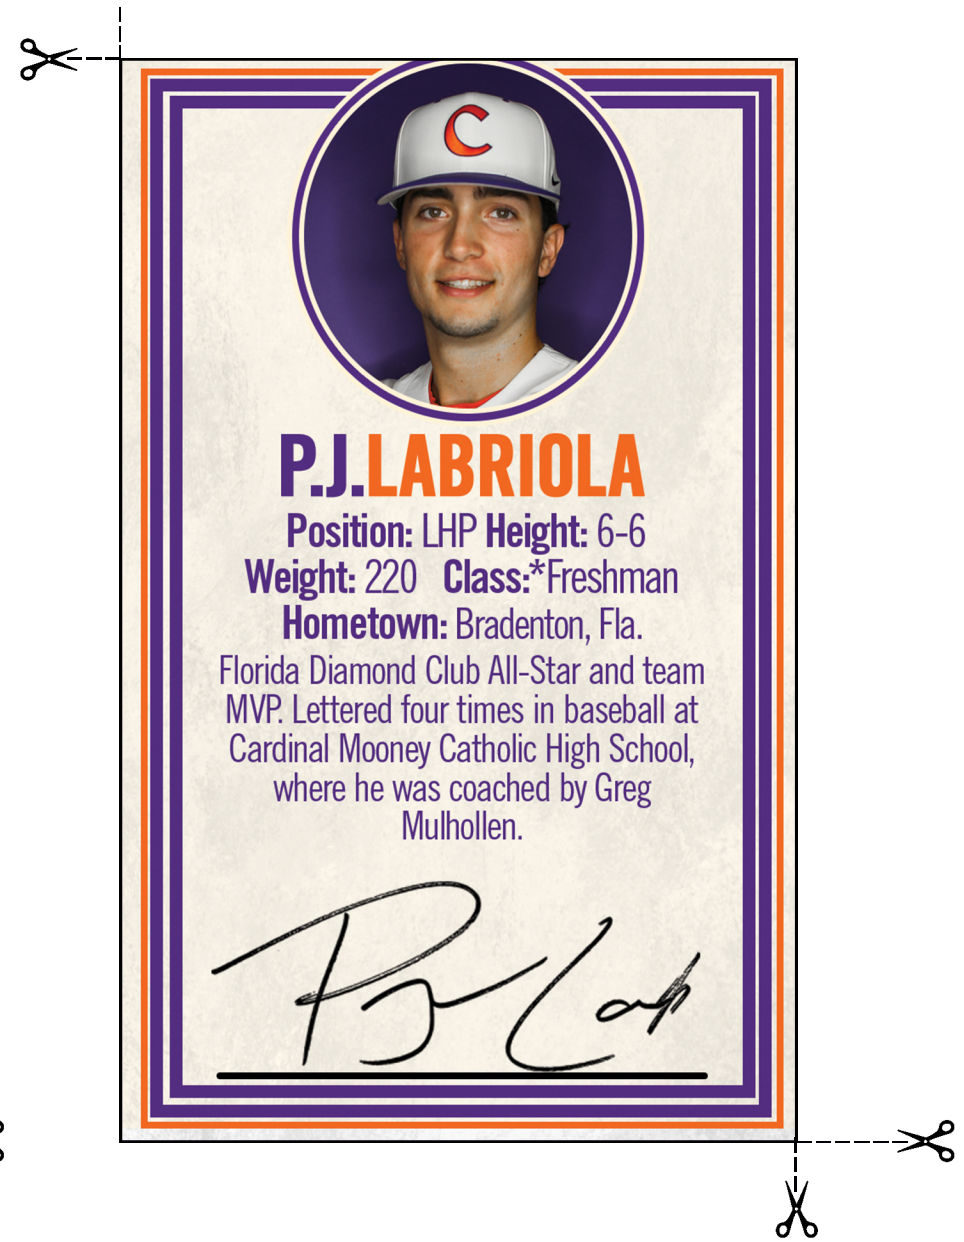 C
P.J.LABRIOLA
Position: LHP Height: 6-6
Weight: 220 Class:*Freshman
Hometown: Bradenton, Fla.
Florida Diamond Club All-Star and team
MVP. Lettered four times in baseball at
Cardinal Mooney Catholic High School,
where he was coached by Greg
Mulhollen.